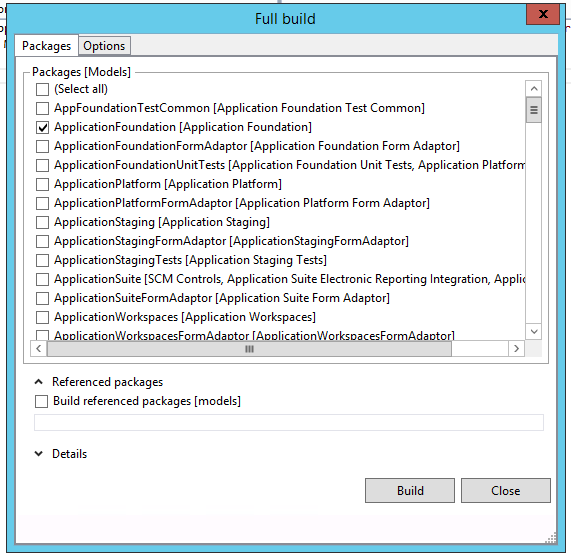 Full build
Packages
Options
Packages [Models]
(Select all)
AppFoundationTestCommon [Application Foundation Test Common]
ApplicationFoundation [Application Foundation]
ApplicationFoundationFormAdaptor [Application Foundation Form Adaptor]
ApplicationFoundationUnitTests [Application Foundation Unit Tests, Application Platform
ApplicationPlatform [Application Platform]
ApplicationPlatformFormAdaptor [Application Platform Form Adaptor]
ApplicationStaging [Application Staging]
ApplicationStagingFormAdaptor [ApplicationStagingFormAdaptor]
ApplicationStagingTests [Application Staging Tests]
ApplicationSuite [SCM Controls, Application Suite Electronic Reporting Integration, Applic
ApplicationSuiteFormAdaptor [Application Suite Form Adaptor]
ApplicationWorkspaces [Application Workspaces]
ApplicationWorkspacesFormAdaptor [ApplicationWorkspacesFormAdaptor]
Referenced packages
Build referenced packages [models]
Details
Build
Close